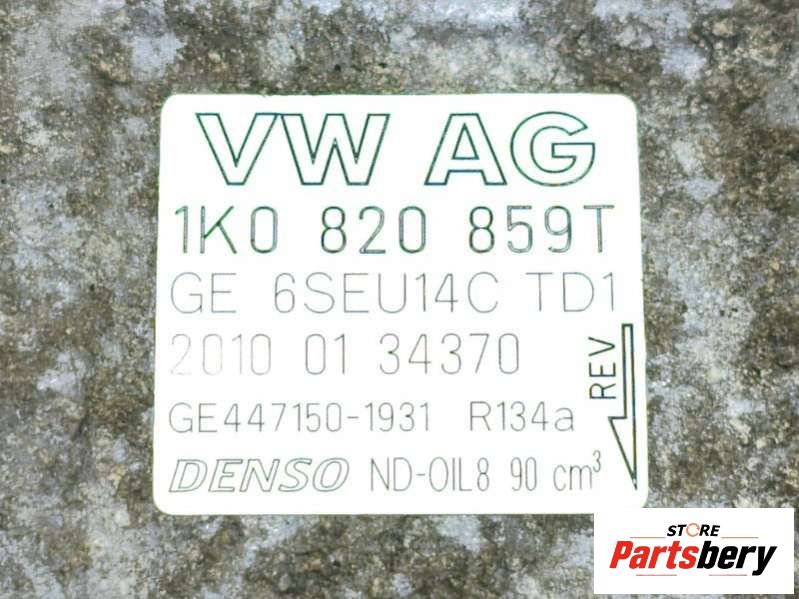 VW AG
1K0 820 859T
GE 6SEU14C TD1
2010 01 34370
REV
GE447150-1931 R134a
DENSO ND-OIL8 90 cm³
STORE
Partsbery